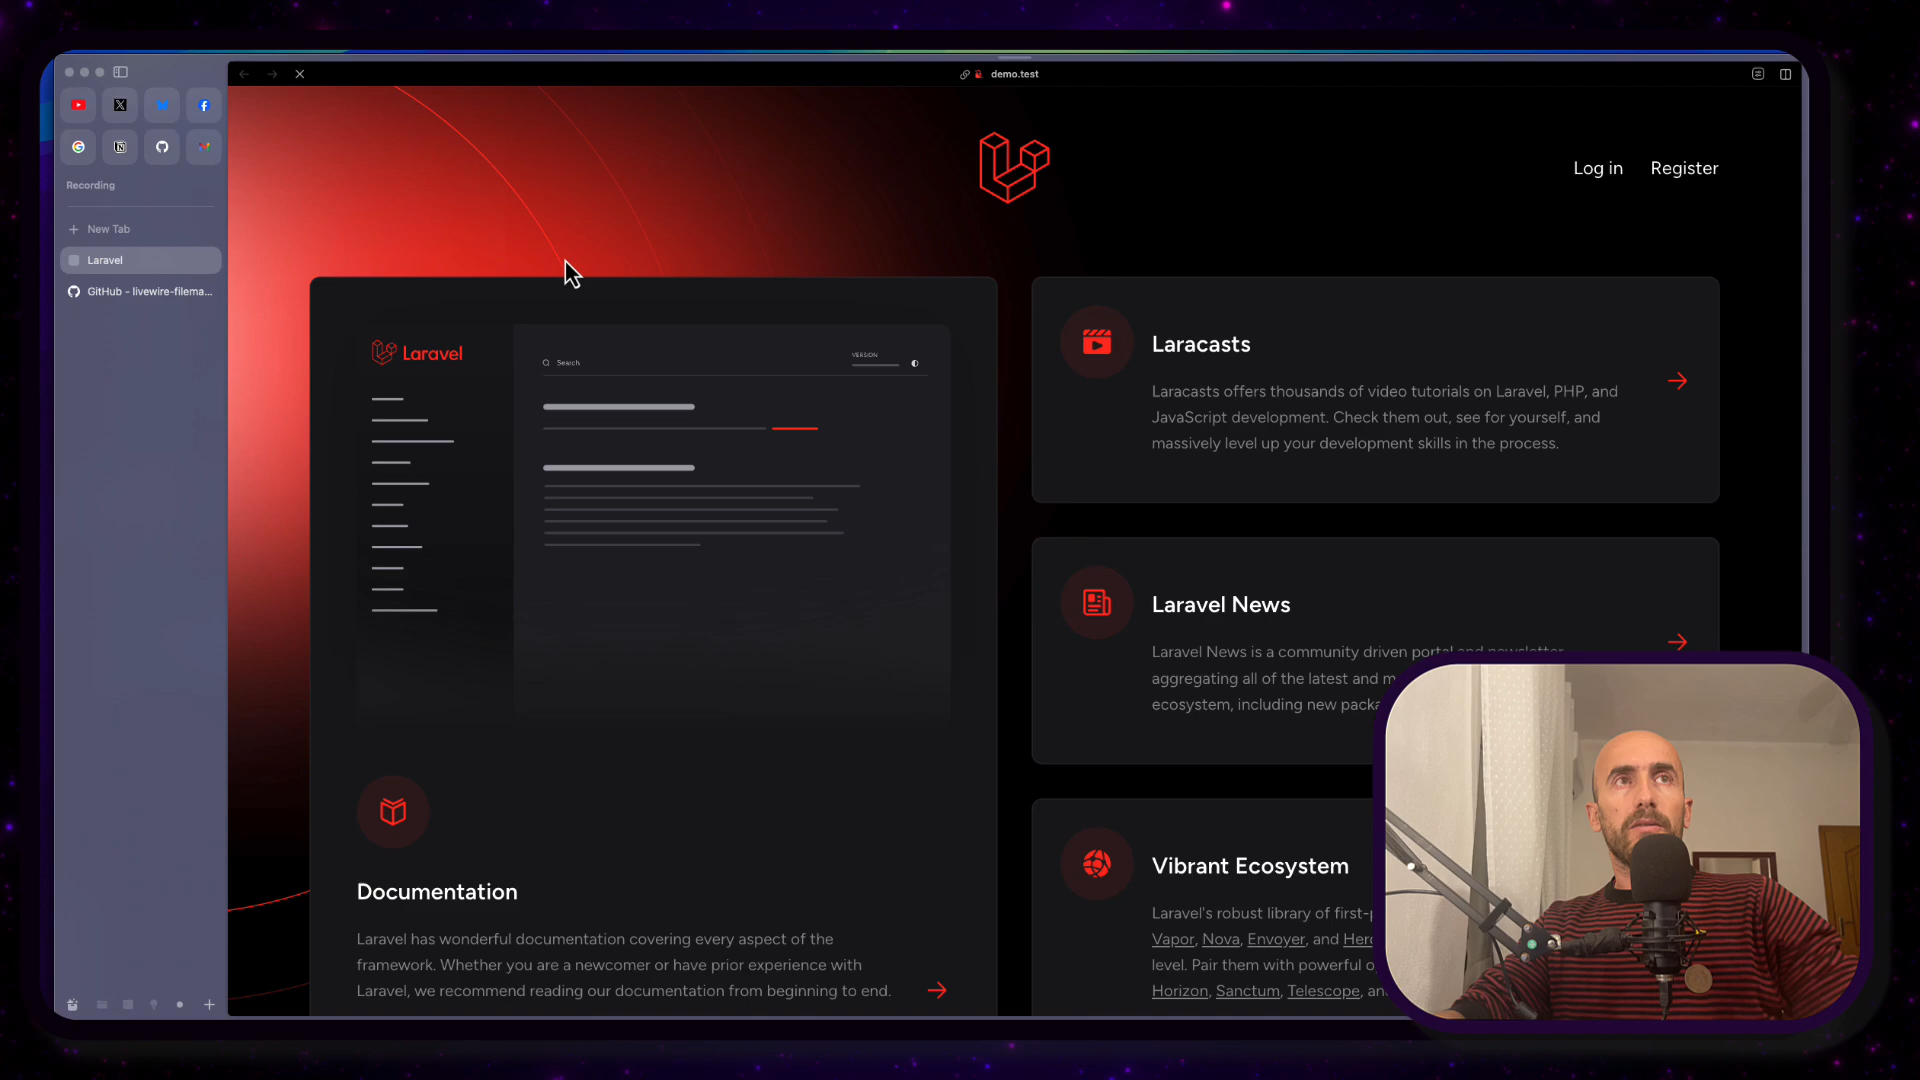 demo.test
Recording
New Tab
Laravel
GitHub - livewire-filema...
Log in
Register
Laravel
Search
VERSION
Documentation
Laravel has wonderful documentation covering every aspect of the
framework. Whether you are a newcomer or have prior experience with
Laravel, we recommend reading our documentation from beginning to end.
Laracasts
Laracasts offers thousands of video tutorials on Laravel, PHP, and
JavaScript development. Check them out, see for yourself, and
massively level up your development skills in the process.
Laravel News
Laravel News is a community driven portal and newsletter
aggregating all of the latest and
ecosystem, including new
Vibrant Ecosystem
Laravel's robust library of
Vapor, Nova, Envoyer, and
level. Pair them with powerful
Horizon, Sanctum, Telescope,